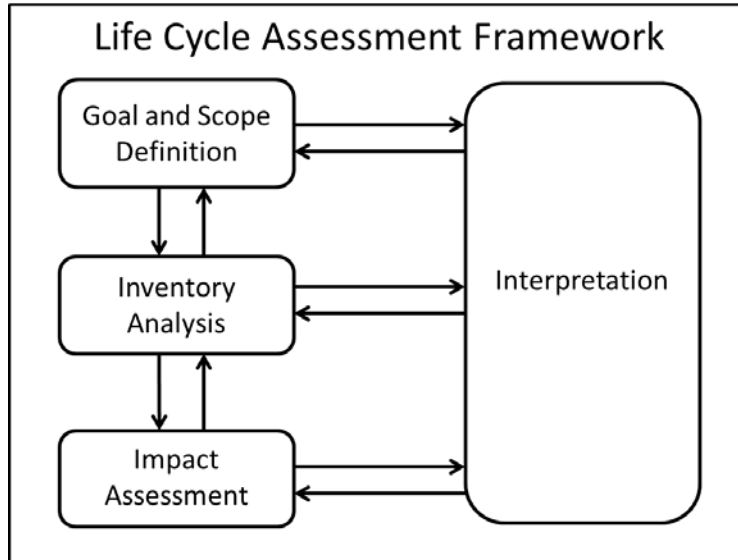 Life Cycle Assessment Framework
Goal and Scope
Definition
Inventory
Analysis
Interpretation
Impact
Assessment